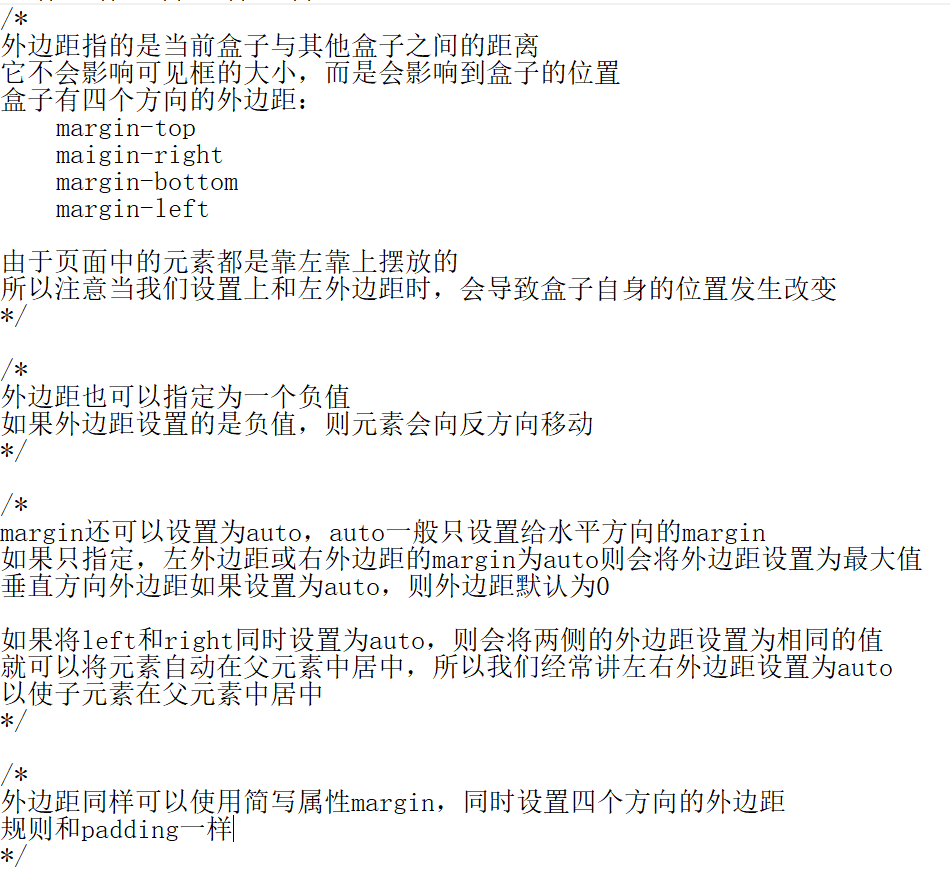 /*
外边距指的是当前盒子与其他盒子之间的距离
它不会影响可见框的大小，而是会影响到盒子的位置
盒子有四个方向的外边距：
margin-top
maigin-right
margin-bottom
margin-left
由于页面中的元素都是靠左靠上摆放的
所以注意当我们设置上和左外边距时，会导致盒子自身的位置发生改变
*/
/*
外边距也可以指定为一个负值
如果外边距设置的是负值，则元素会向反方向移动
*/
/*
margin还可以设置为auto，auto一般只设置给水平方向的margin
如果只指定，左外边距或右外边距的margin为auto则会将外边距设置为最大值
垂直方向外边距如果设置为auto，则外边距默认为0
如果将left和right同时设置为auto，则会将两侧的外边距设置为相同的值
就可以将元素自动在父元素中居中，所以我们经常讲左右外边距设置为auto
以使子元素在父元素中居中
*/
/*
外边距同样可以使用简写属性margin，同时设置四个方向的外边距
规则和padding一样
*/